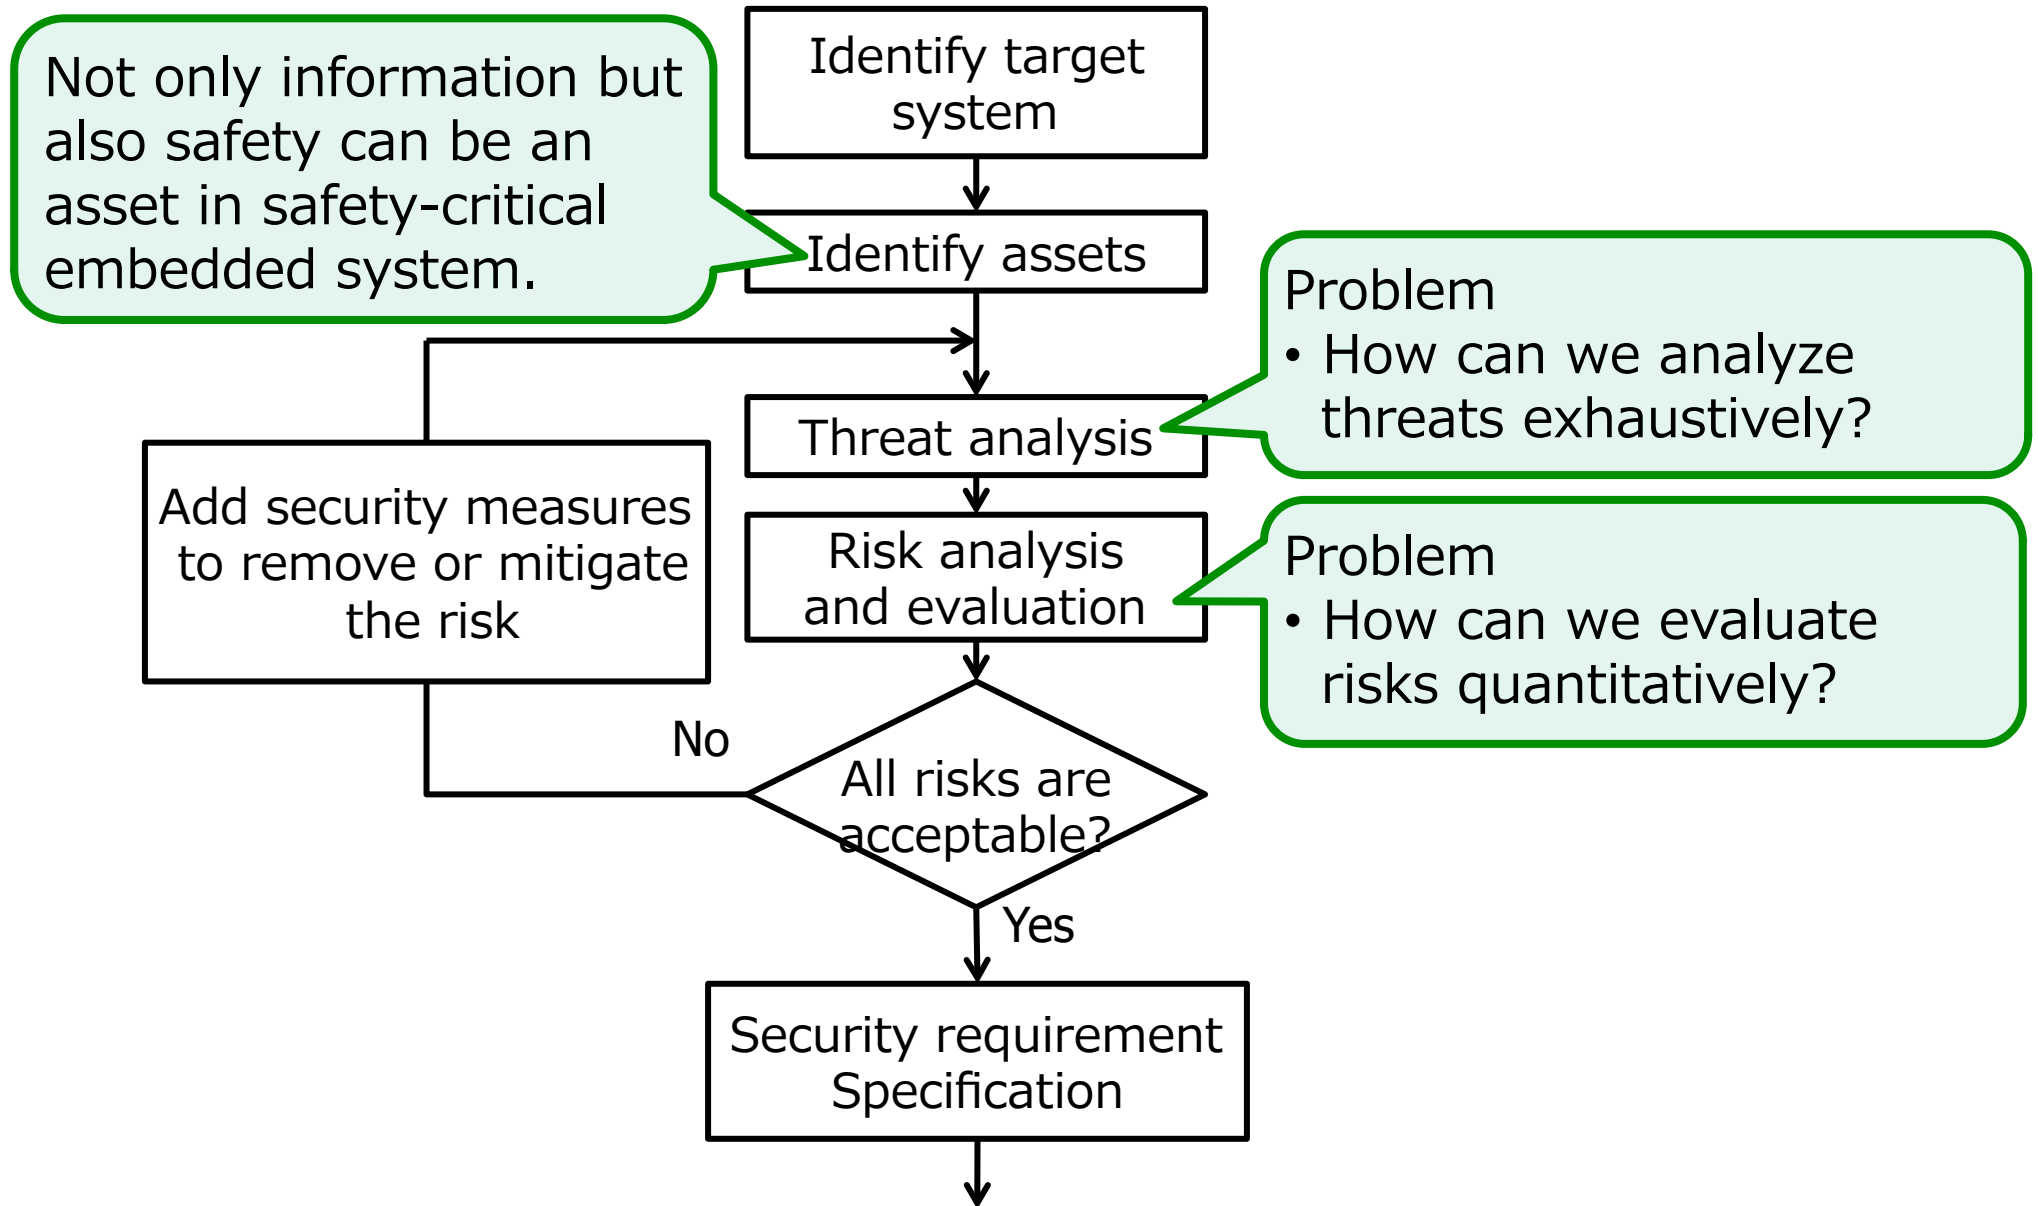 Identify target
system
Not only information but
also safety can be an
asset in safety-critical
embedded system.
Identify assets
Problem
• How can we analyze
threats exhaustively?
Threat analysis
Add security measures
to remove or mitigate
the risk
Risk analysis
and evaluation
Problem
• How can we evaluate
risks quantitatively?
No
All risks are
acceptable?
Yes
Security requirement
Specification